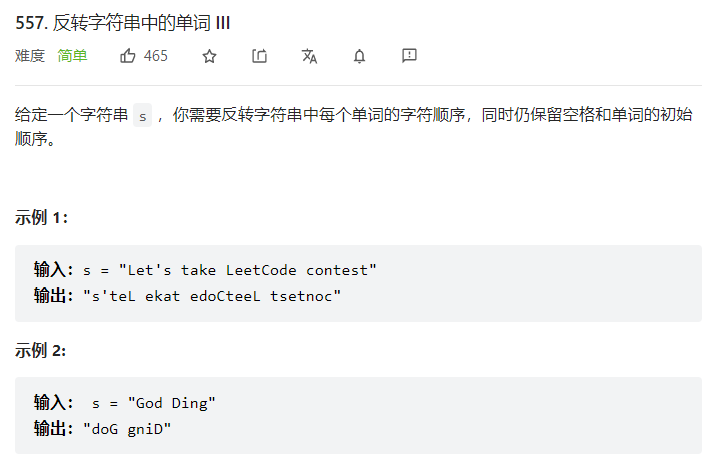 557. 反转字符串中的单词 III
难度 简单 465
给定一个字符串 s ，你需要反转字符串中每个单词的字符顺序，同时仍保留空格和单词的初始
顺序。
示例 1：
输入：s = "Let's take LeetCode contest"
输出："s'teL ekat edoCteeL tsetnoc"
示例 2:
输入： s = "God Ding"
输出："doG gniD"